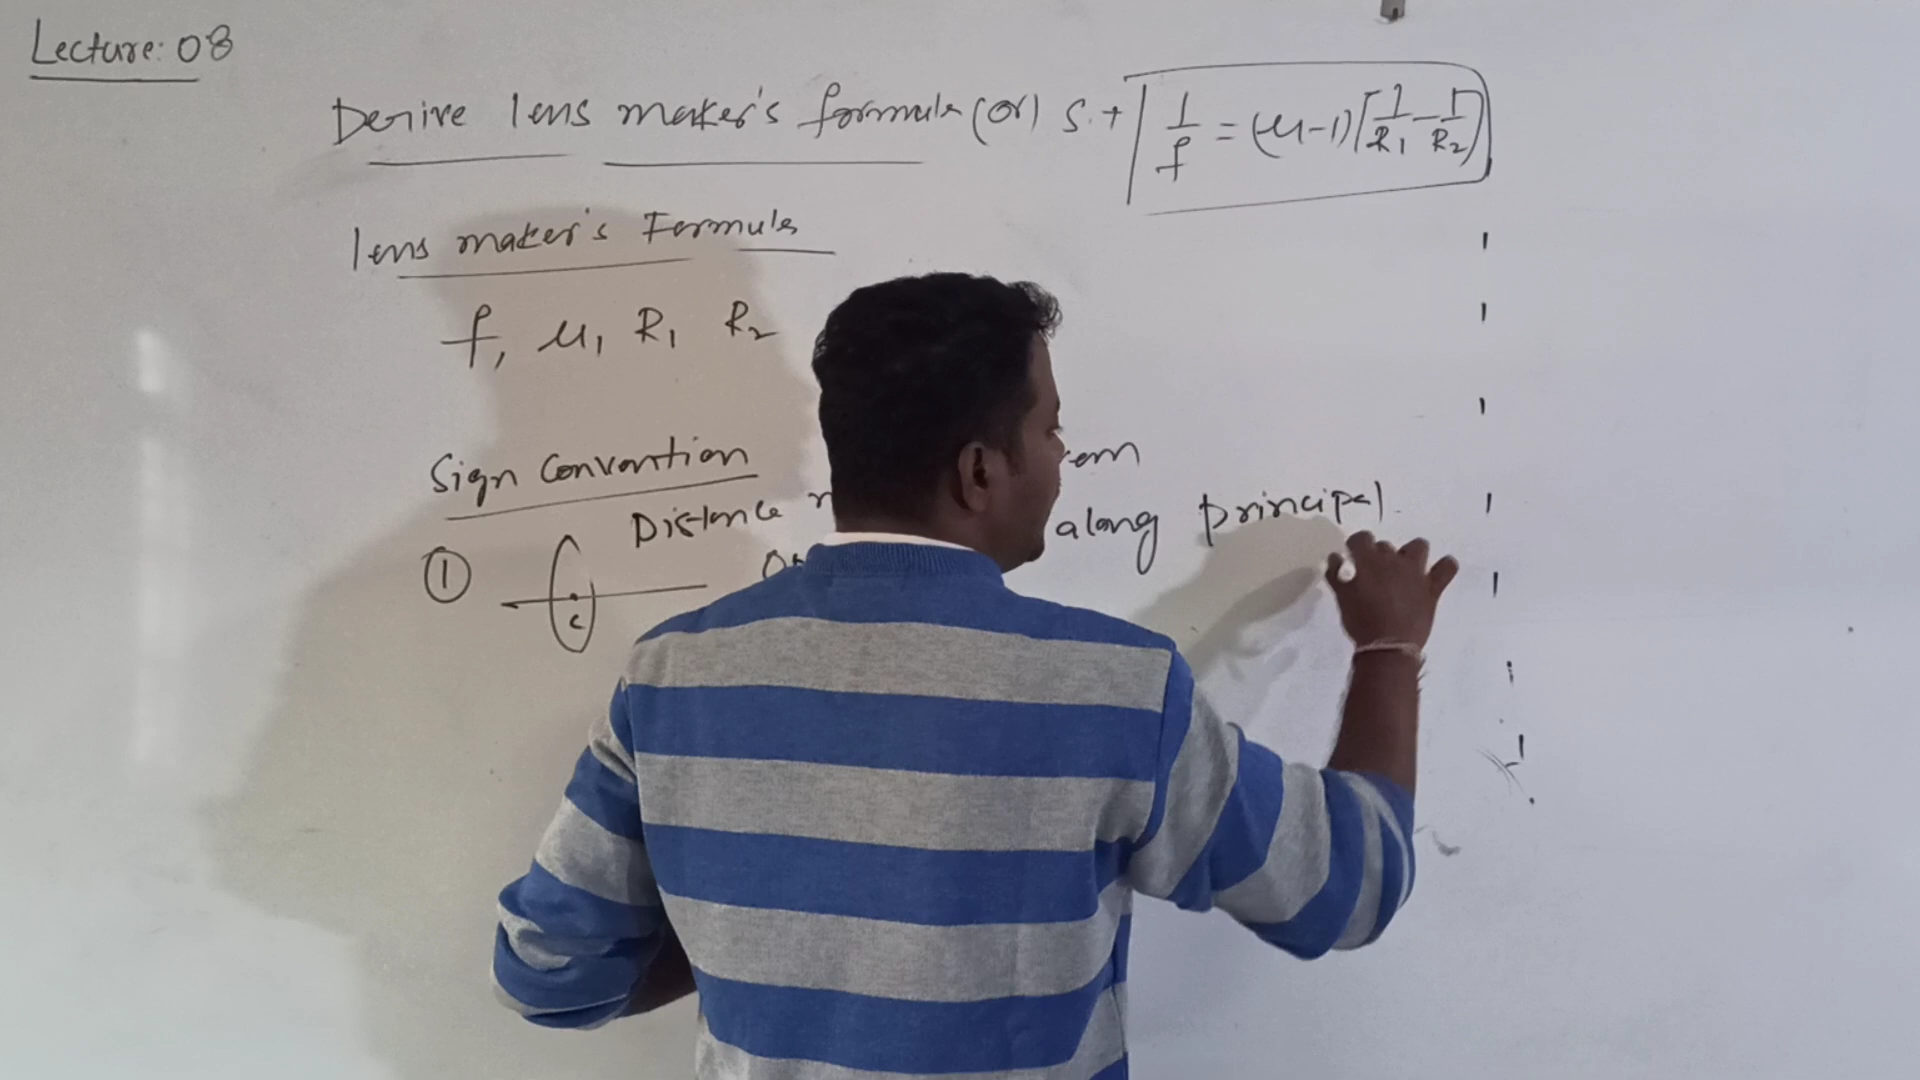 Lecture: 08
Derive lens maker's formula (or) S.t 1/f = (μ-1)[1/R1 - 1/R2]
lens maker's Formula
f, μ, R1 R2
Sign Convention
Distance along principal
①
c